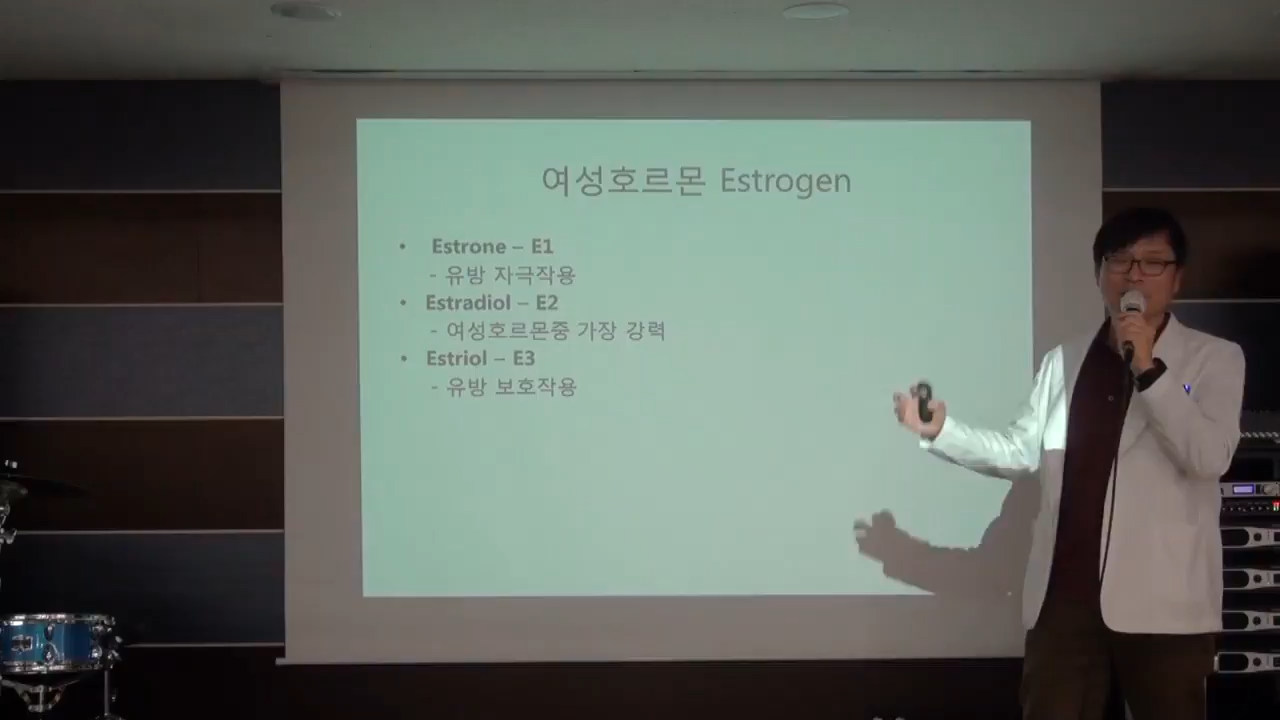 여성호르몬 Estrogen
• Estrone – E1
- 유방 자극작용
• Estradiol – E2
- 여성호르몬중 가장 강력
• Estriol – E3
- 유방 보호작용